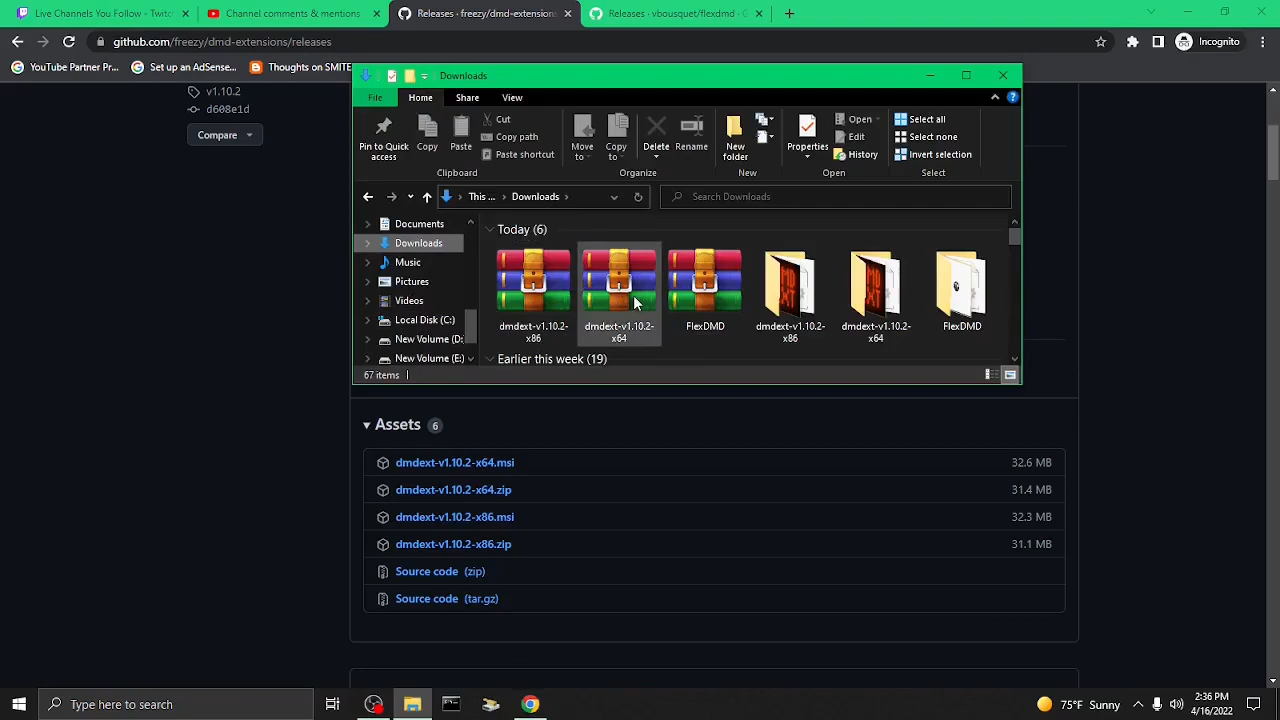 Live Channels You Follow - Twitc
Channel comments & mentions
Releases · freezy/dmd-extensions
Releases · vbousquet/flexdmd · G
github.com/freezy/dmd-extensions/releases
Incognito
YouTube Partner Pr...
Set up an AdSense...
Thoughts on SMITE
v1.10.2
d608e1d
Compare
Downloads
File
Home
Share
View
Pin to Quick access
Copy
Paste
Cut
Copy path
Paste shortcut
Clipboard
Move to
Copy to
Delete
Rename
Organize
New folder
New
Properties
Open
Edit
History
Open
Select all
Select none
Invert selection
Select
This ...
Downloads
Search Downloads
Documents
Downloads
Music
Pictures
Videos
Local Disk (C:)
New Volume (D:
New Volume (E:)
Today (6)
dmdext-v1.10.2-x86
dmdext-v1.10.2-x64
FlexDMD
dmdext-v1.10.2-x86
dmdext-v1.10.2-x64
FlexDMD
Earlier this week (19)
67 items
Assets 6
dmdext-v1.10.2-x64.msi 32.6 MB
dmdext-v1.10.2-x64.zip 31.4 MB
dmdext-v1.10.2-x86.msi 32.3 MB
dmdext-v1.10.2-x86.zip 31.1 MB
Source code (zip)
Source code (tar.gz)
Type here to search
75°F Sunny
2:36 PM
4/16/2022